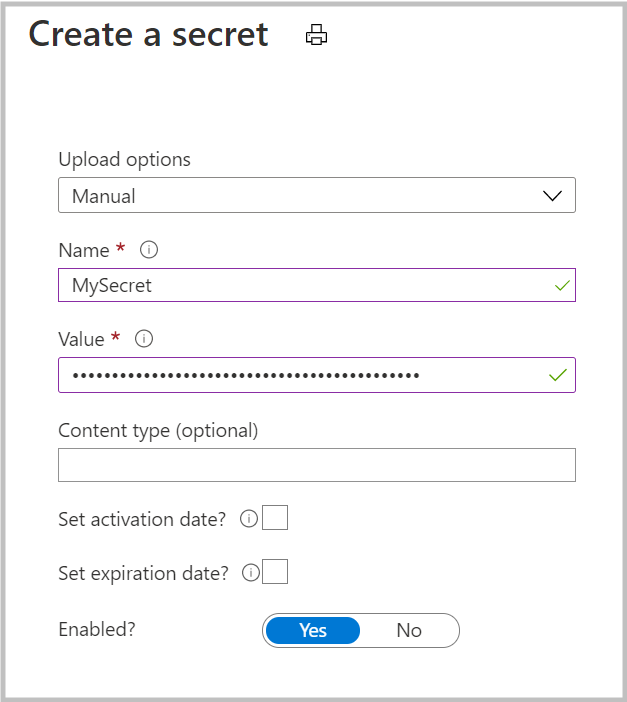 Create a secret
Upload options
Manual
Name *
MySecret
Value *
••••••••••••••••••••••••••••••••••••••••••••
Content type (optional)
Set activation date?
Set expiration date?
Enabled?
Yes No